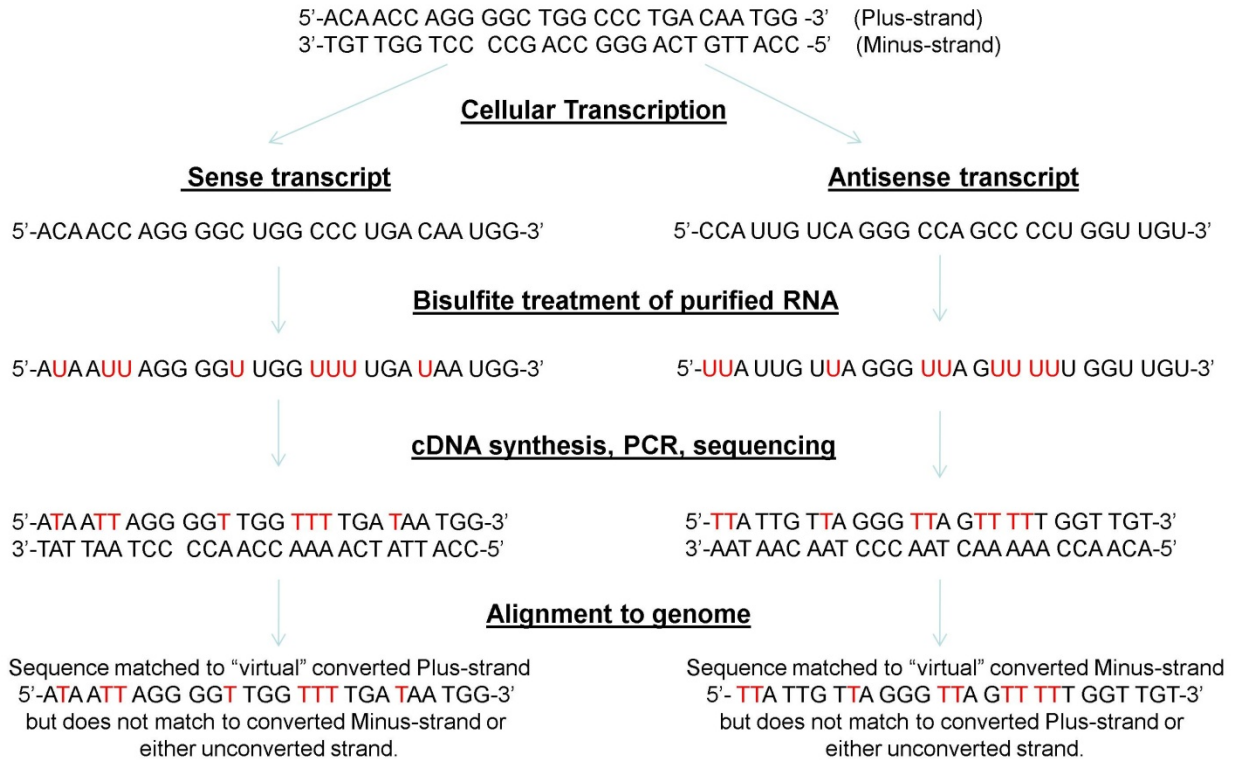 5'-ACA ACC AGG GGC TGG CCC TGA CAA TGG -3' (Plus-strand)
3'-TGT TGG TCC CCG ACC GGG ACT GTT ACC -5' (Minus-strand)
Cellular Transcription
Sense transcript
Antisense transcript
5'-ACA ACC AGG GGC UGG CCC UGA CAA UGG-3'
5'-CCA UUG UCA GGG CCA GCC CCU GGU UGU-3'
Bisulfite treatment of purified RNA
5'-AUA AUU AGG GGU UGG UUU UGA UAA UGG-3'
5'-UUA UUG UUA GGG UUA GUU UUU GGU UGU-3'
cDNA synthesis, PCR, sequencing
5'-ATA ATT AGG GGT TGG TTT TGA TAA TGG-3'
3'-TAT TAA TCC CCA ACC AAA ACT ATT ACC-5'
5'-TTA TTG TTA GGG TTA GTT TTT GGT TGT-3'
3'-AAT AAC AAT CCC AAT CAA AAA CCA ACA-5'
Alignment to genome
Sequence matched to "virtual" converted Plus-strand
5'-ATA ATT AGG GGT TGG TTT TGA TAA TGG-3'
but does not match to converted Minus-strand or
either unconverted strand.
Sequence matched to "virtual" converted Minus-strand
5'- TTA TTG TTA GGG TTA GTT TTT GGT TGT-3'
but does not match to converted Plus-strand or
either unconverted strand.